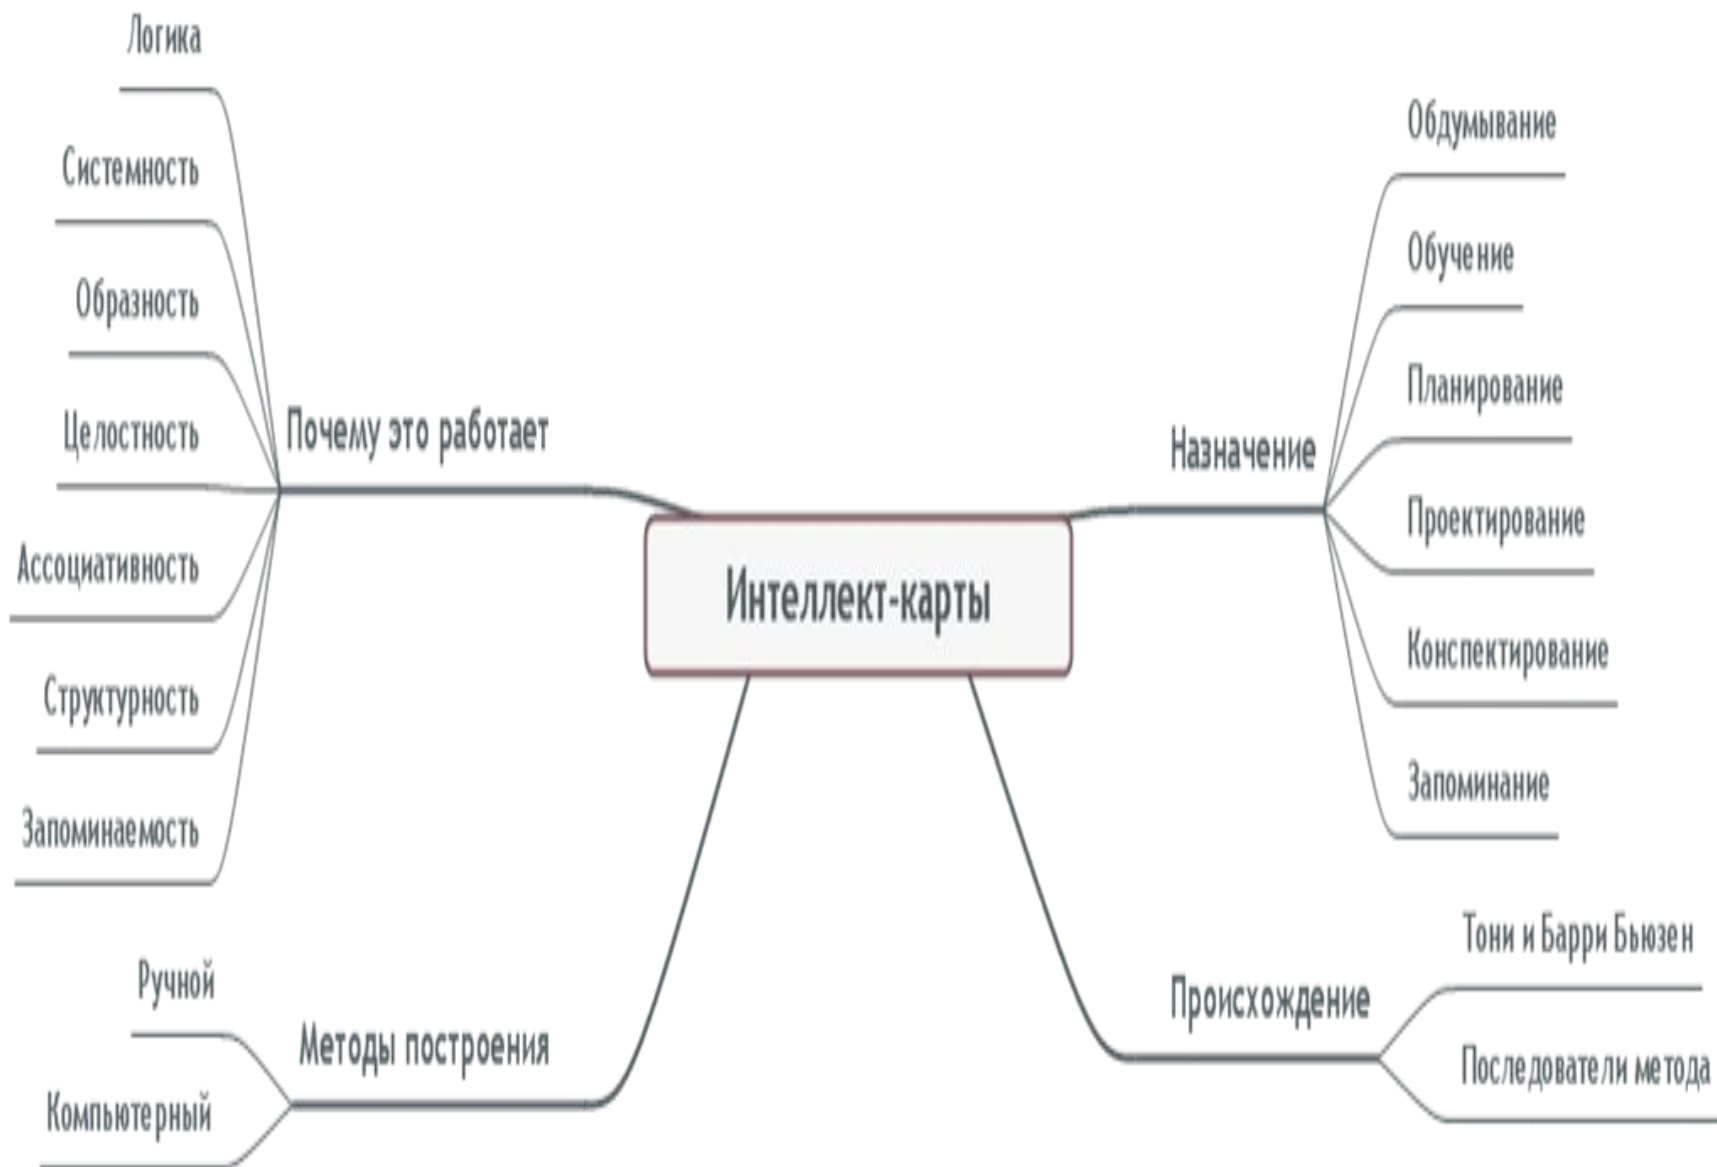 Интеллект-карты
Почему это работает
Логика
Системность
Образность
Целостность
Ассоциативность
Структурность
Запоминаемость
Методы построения
Ручной
Компьютерный
Назначение
Обдумывание
Обучение
Планирование
Проектирование
Конспектирование
Запоминание
Происхождение
Тони и Барри Бьюзен
Последователи метода